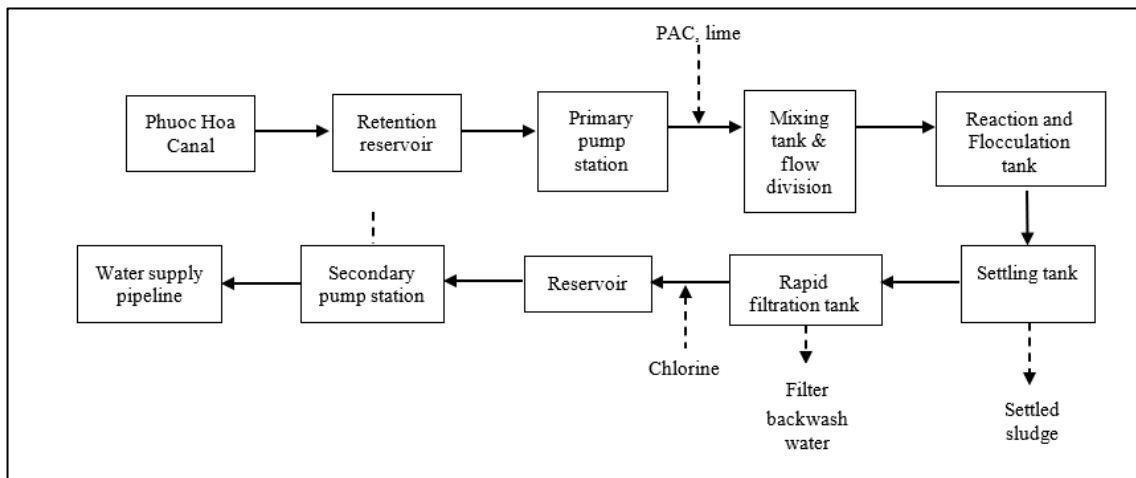 PAC, lime
Phuoc Hoa
Canal
Retention
reservoir
Primary
pump
station
Mixing
tank &
flow
division
Reaction and
Flocculation
tank
Water supply
pipeline
Secondary
pump station
Reservoir
Rapid
filtration tank
Settling tank
Chlorine
Filter
backwash
water
Settled
sludge